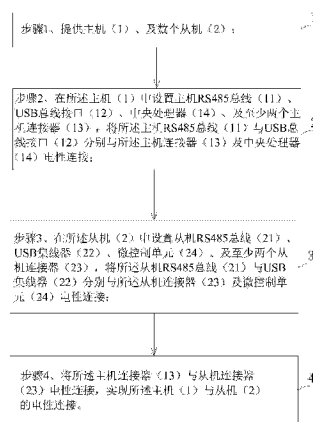 步骤1、提供主机（1）、及数个从机（2）；
步骤2、在所述主机（1）中设置主机RS485总线（11）、
USB总线接口（12）、中央处理器（14）、及至少两个主
机连接器（13），将所述主机RS485总线（11）与USB总
线接口（12）分别与所述主机连接器（13）及中央处理器
（14）电性连接；
步骤3、在所述从机（2）中设置从机RS485总线（21）、
USB集线器（22）、微控制单元（24）、及至少两个从
机连接器（23），将所述从机RS485总线（21）与USB
集线器（22）分别与所述从机连接器（23）及微控制单
元（24）电性连接；
3
步骤4、将所述主机连接器（13）与从机连接器
（23）电性连接，实现所述主机（1）与从机（2）
的电性连接。
4